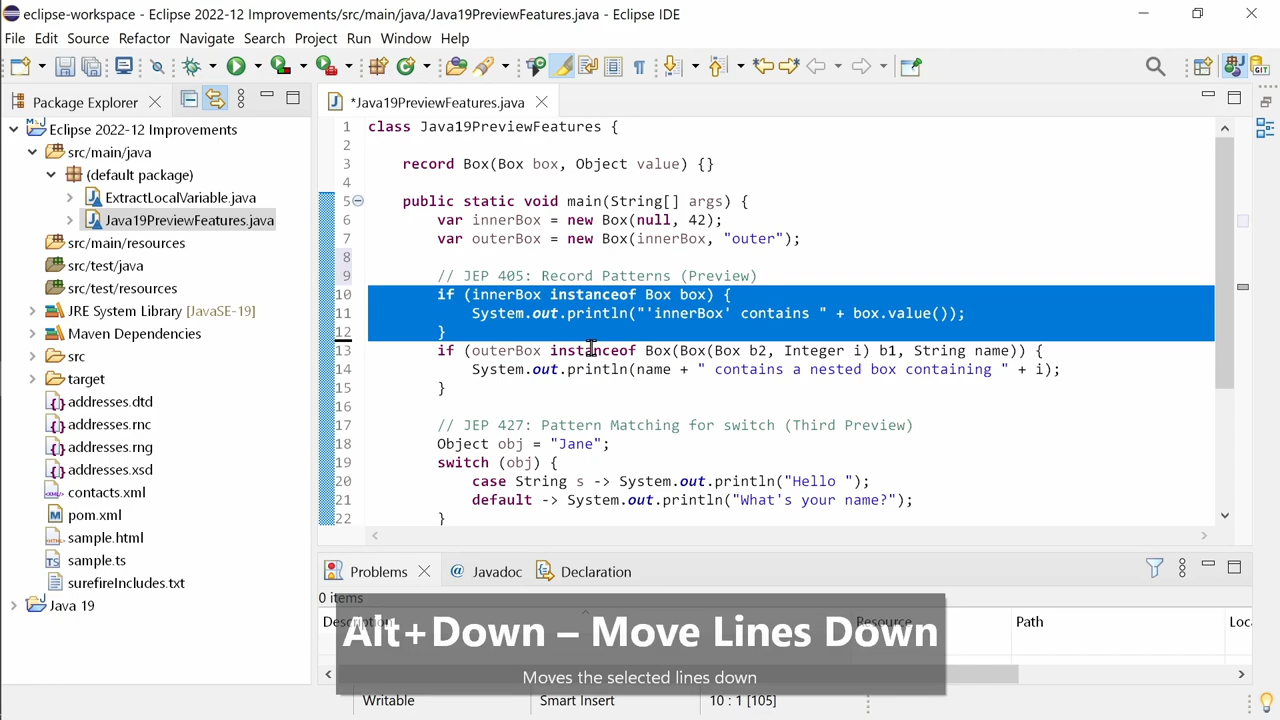 eclipse-workspace - Eclipse 2022-12 Improvements/src/main/java/Java19PreviewFeatures.java - Eclipse IDE
File Edit Source Refactor Navigate Search Project Run Window Help
Package Explorer
*Java19PreviewFeatures.java
Eclipse 2022-12 Improvements
src/main/java
(default package)
ExtractLocalVariable.java
Java19PreviewFeatures.java
src/main/resources
src/test/java
src/test/resources
JRE System Library [JavaSE-19]
Maven Dependencies
src
target
addresses.dtd
addresses.rnc
addresses.rng
addresses.xsd
contacts.xml
pom.xml
sample.html
sample.ts
surefireIncludes.txt
Java 19
1 class Java19PreviewFeatures {
2
3 record Box(Box box, Object value) {}
4
5 public static void main(String[] args) {
6 var innerBox = new Box(null, 42);
7 var outerBox = new Box(innerBox, "outer");
8
9 // JEP 405: Record Patterns (Preview)
10 if (innerBox instanceof Box box) {
11 System.out.println("'innerBox' contains " + box.value());
12 }
13 if (outerBox instanceof Box(Box(Box b2, Integer i) b1, String name)) {
14 System.out.println(name + " contains a nested box containing " + i);
15 }
16
17 // JEP 427: Pattern Matching for switch (Third Preview)
18 Object obj = "Jane";
19 switch (obj) {
20 case String s -> System.out.println("Hello ");
21 default -> System.out.println("What's your name?");
22 }
Problems @ Javadoc Declaration
0 items
Description Resource Path Loca
Alt+Down – Move Lines Down
Moves the selected lines down
Writable Smart Insert 10 : 1 [105]